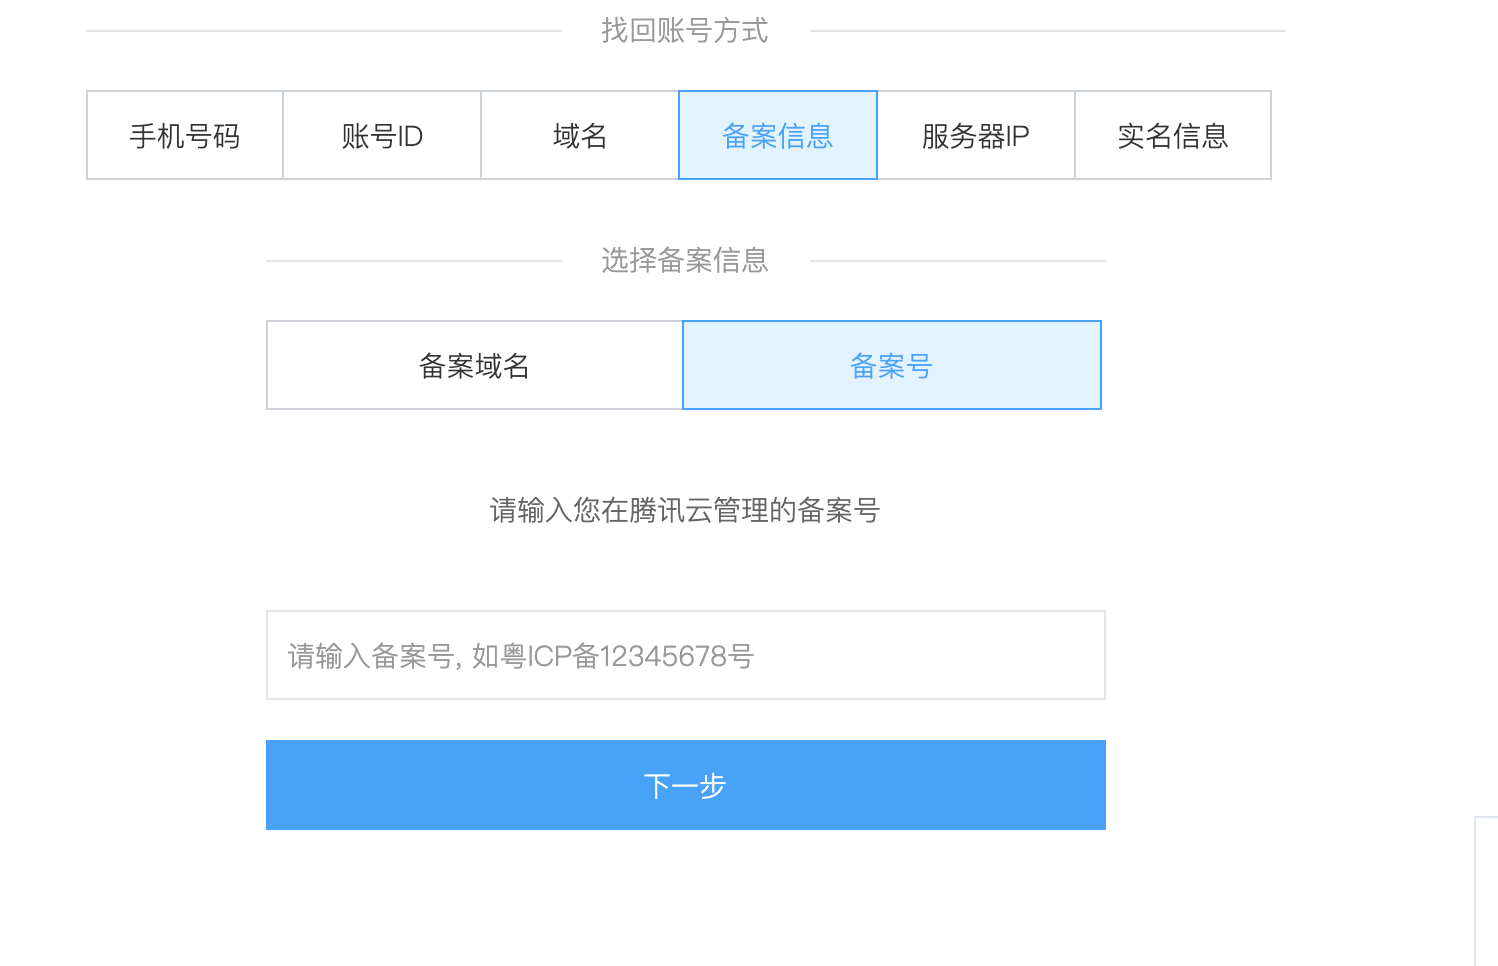 找回账号方式
手机号码 账号ID 域名 备案信息 服务器IP 实名信息
选择备案信息
备案域名 备案号
请输入您在腾讯云管理的备案号
请输入备案号, 如粤ICP备12345678号
下一步